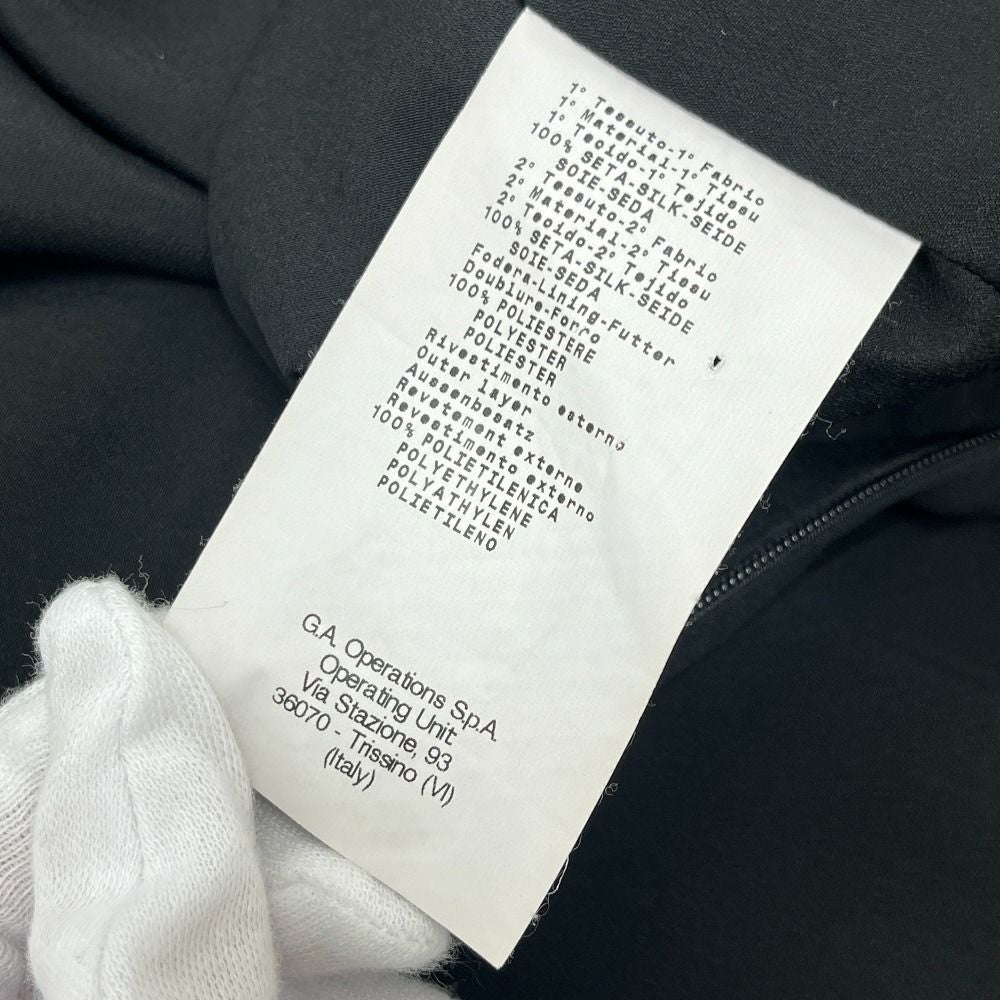 1° Tessuto-1° Fabric
1° Material-1° Tissu
1° Tecido-1° Tejido
100% SETA-SILK-SEIDE
SOIE-SEDA
2° Tessuto-2° Fabric
2° Material-2° Tissu
2° Tecido-2° Tejido
100% SETA-SILK-SEIDE
SOIE-SEDA
Fodera-Lining-Futter
Doublure-Forro
100% POLIESTERE
POLYESTER
POLIESTER
Rivestimento esterno
Outer layer
Aussenbesatz
Revetement externe
Revestimento externo
100% POLIETILENICA
POLYETHYLENE
POLYATHYLEN
POLIETILENO
G.A. Operations S.p.A.
Operating Unit
Via Stazione, 93
36070 - Trissino (VI)
(Italy)